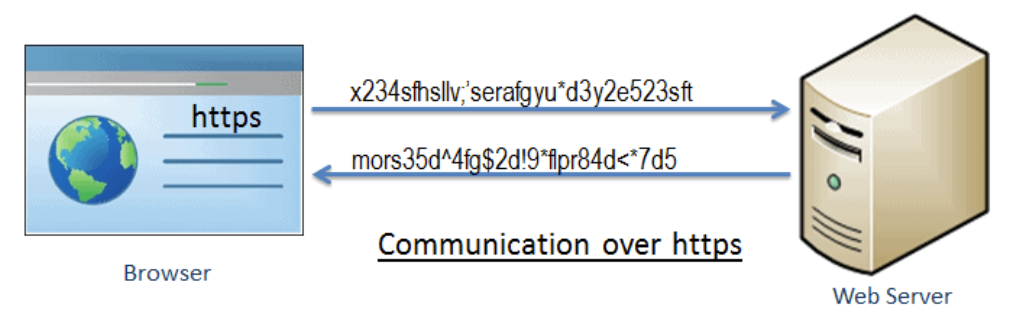 https
x234sfhsllv;’serafgyu*d3y2e523sft
mors35d^4fg$2d!9*flpr84d<*7d5
Communication over https
Browser
Web Server